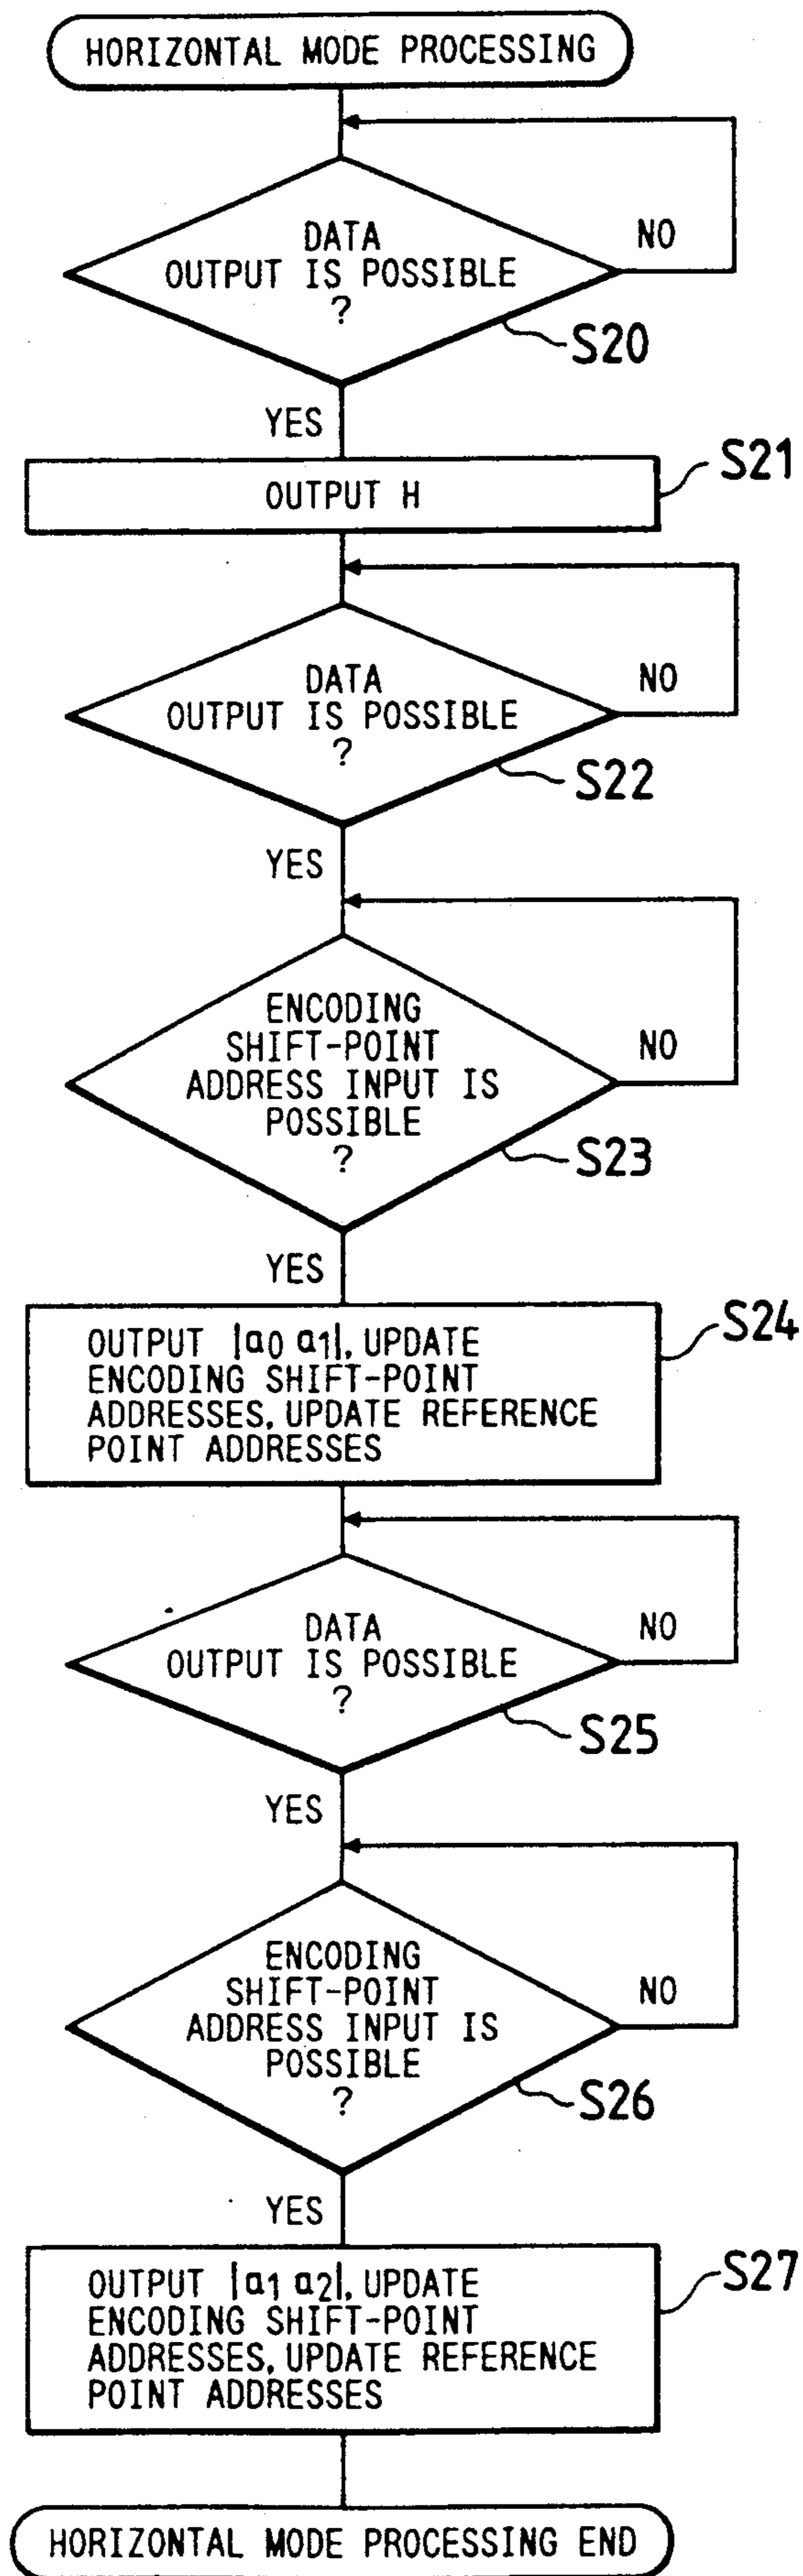 HORIZONTAL MODE PROCESSING
DATA
OUTPUT IS POSSIBLE
?
NO
S20
YES
S21
OUTPUT H
DATA
OUTPUT IS POSSIBLE
?
NO
S22
YES
ENCODING
SHIFT-POINT
ADDRESS INPUT IS
POSSIBLE
?
NO
S23
YES
S24
OUTPUT |a0 a1|, UPDATE
ENCODING SHIFT-POINT
ADDRESSES, UPDATE REFERENCE
POINT ADDRESSES
DATA
OUTPUT IS POSSIBLE
?
NO
S25
YES
ENCODING
SHIFT-POINT
ADDRESS INPUT IS
POSSIBLE
?
NO
S26
YES
S27
OUTPUT |a1 a2|, UPDATE
ENCODING SHIFT-POINT
ADDRESSES, UPDATE REFERENCE
POINT ADDRESSES
HORIZONTAL MODE PROCESSING END